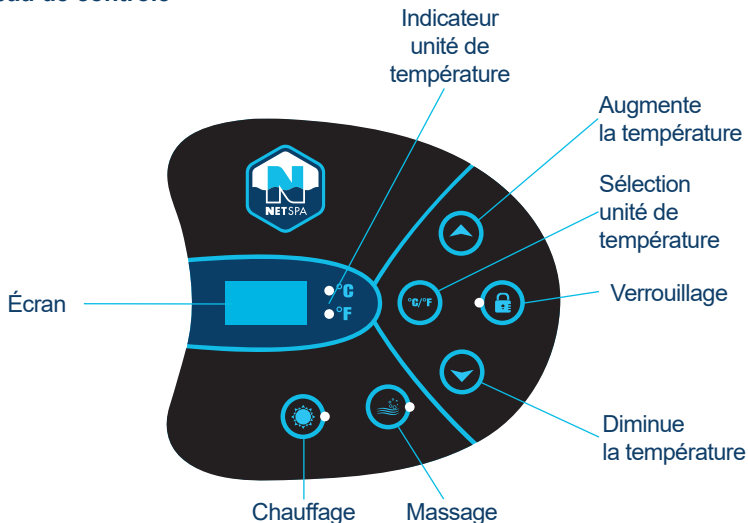 Indicateur
unité de
température
Augmente
la température
Sélection
unité de
température
N
NETSPA
°C
°F
°C/°F
Écran
Verrouillage
Diminue
la température
Chauffage
Massage